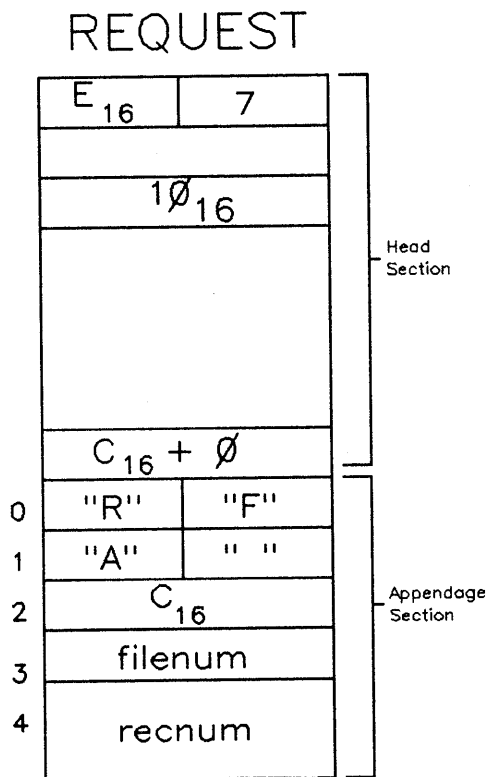 REQUEST
E16 7
1Ø16
Head
Section
C16 + Ø
0 "R" "F"
1 "A" " "
2 C16
Appendage
Section
3 filenum
4 recnum